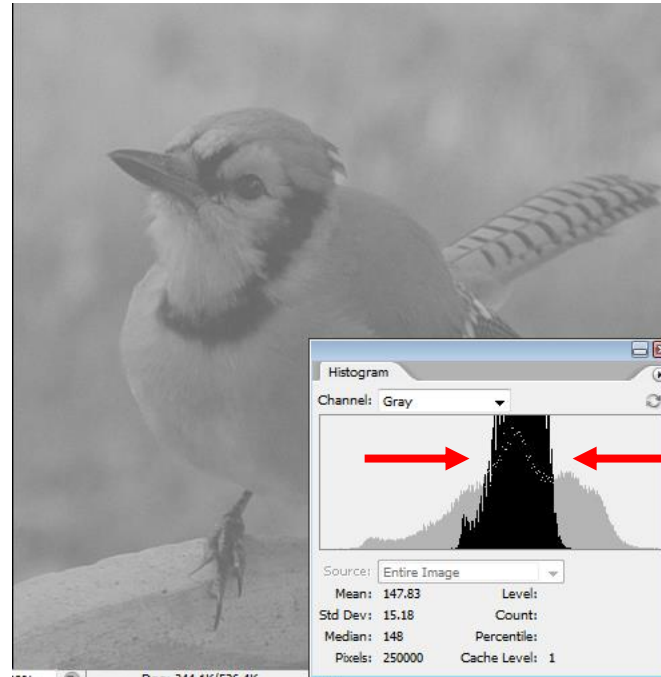 Histogram
Channel: Gray
Source: Entire Image
Mean: 147.83 Level:
Std Dev: 15.18 Count:
Median: 148 Percentile:
Pixels: 250000 Cache Level: 1